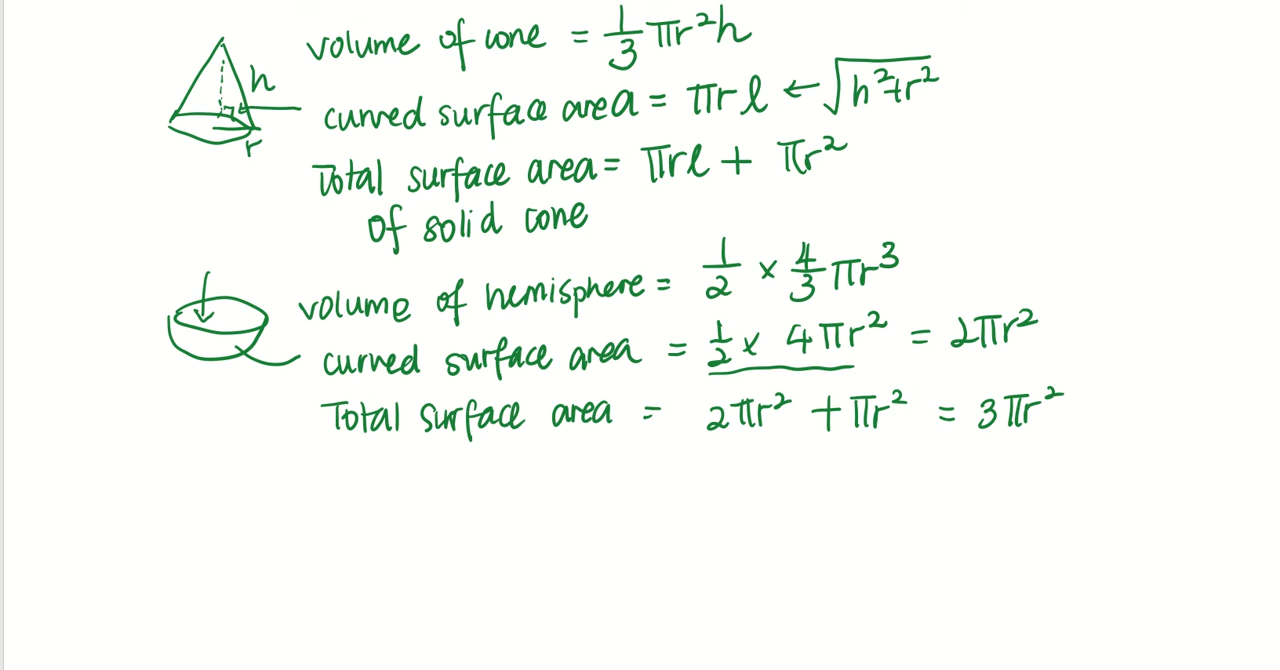 volume of cone = 1/3 πr²h
h
curved surface area = πrl ← √(h²+r²)
r
Total surface area = πrl + πr²
of solid cone
volume of hemisphere = 1/2 × 4/3 πr³
curved surface area = 1/2 × 4πr² = 2πr²
Total surface area = 2πr² + πr² = 3πr²